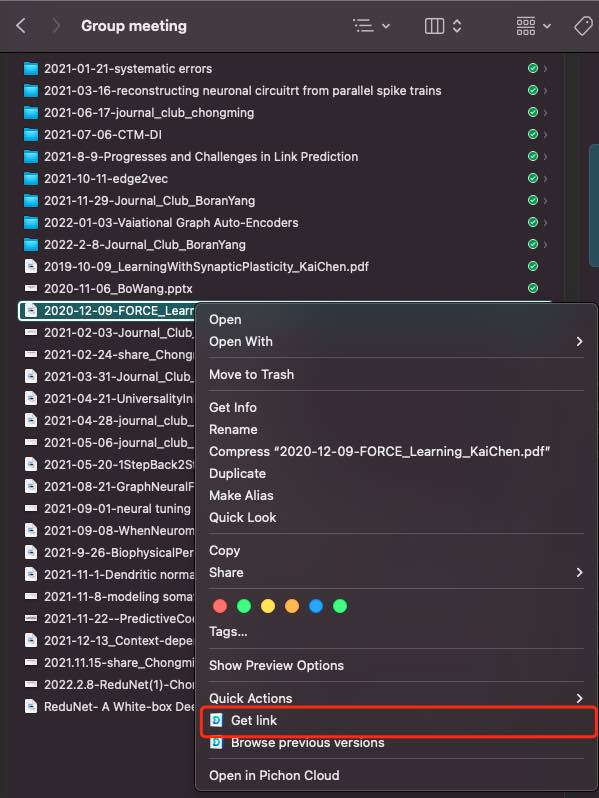 Group meeting
2021-01-21-systematic errors
2021-03-16-reconstructing neuronal circuitrt from parallel spike trains
2021-06-17-journal_club_chongming
2021-07-06-CTM-DI
2021-8-9-Progresses and Challenges in Link Prediction
2021-10-11-edge2vec
2021-11-29-Journal_Club_BoranYang
2022-01-03-Vaiational Graph Auto-Encoders
2022-2-8-Journal_Club_BoranYang
2019-10-09_LearningWithSynapticPlasticity_KaiChen.pdf
2020-11-06_BoWang.pptx
2020-12-09-FORCE_Learn
2021-02-03-Journal_Club_
2021-02-24-share_Chong
2021-03-31-Journal_Club_
2021-04-21-UniversalityIn
2021-04-28-journal_club_
2021-05-06-journal_club_
2021-05-20-1StepBack2St
2021-08-21-GraphNeuralF
2021-09-01-neural tuning
2021-09-08-WhenNeurom
2021-9-26-BiophysicalPer
2021-11-1-Dendritic norma
2021-11-8-modeling soma
2021-11-22--PredictiveCod
2021-12-13_Context-depe
2021.11.15-share_Chongmi
2022.2.8-ReduNet(1)-Chor
ReduNet- A White-box Dee
Open
Open With
Move to Trash
Get Info
Rename
Compress “2020-12-09-FORCE_Learning_KaiChen.pdf”
Duplicate
Make Alias
Quick Look
Copy
Share
Tags...
Show Preview Options
Quick Actions
Get link
Browse previous versions
Open in Pichon Cloud